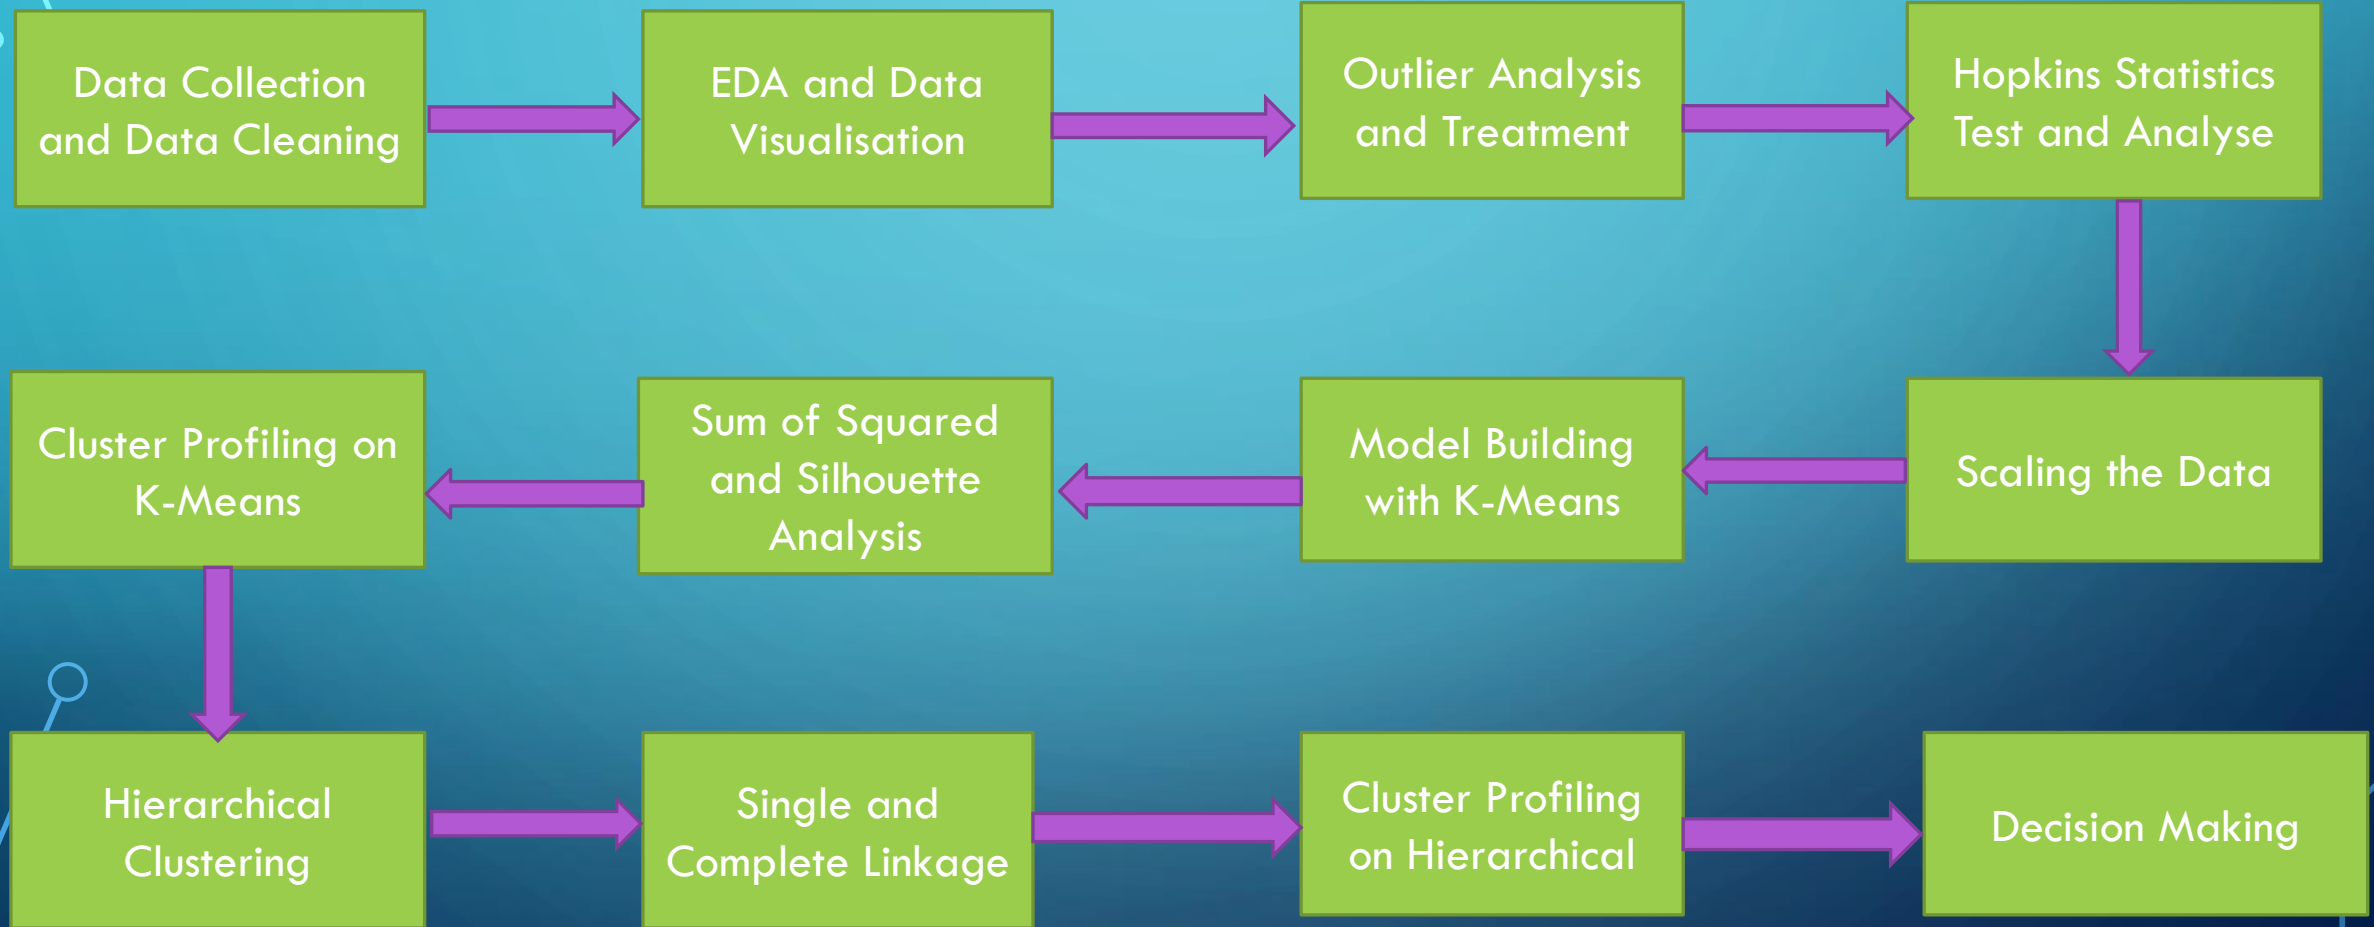 Data Collection
and Data Cleaning
EDA and Data
Visualisation
Outlier Analysis
and Treatment
Hopkins Statistics
Test and Analyse
Scaling the Data
Model Building
with K-Means
Sum of Squared
and Silhouette
Analysis
Cluster Profiling on
K-Means
Hierarchical
Clustering
Single and
Complete Linkage
Cluster Profiling
on Hierarchical
Decision Making